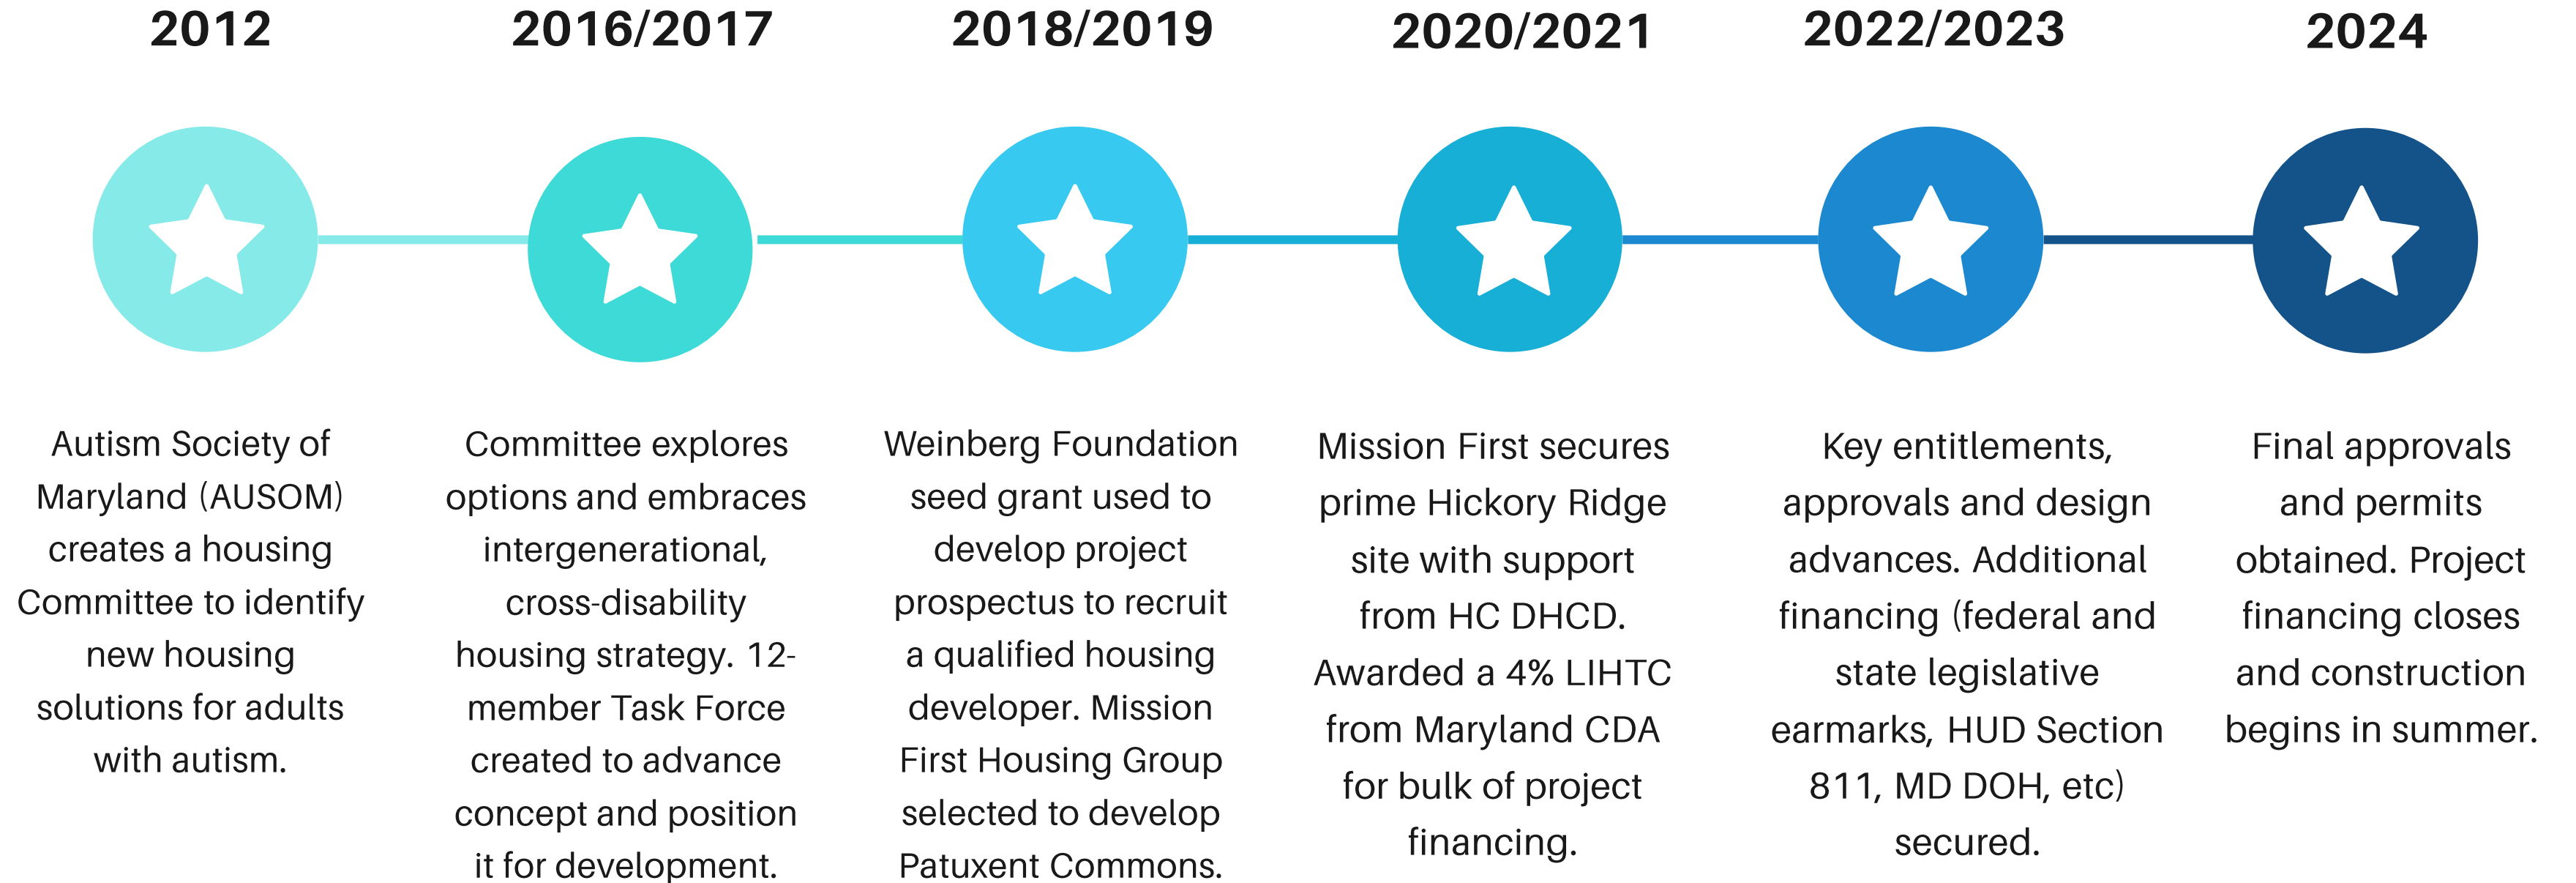 2012
Autism Society of
Maryland (AUSOM)
creates a housing
Committee to identify
new housing
solutions for adults
with autism.
2016/2017
Committee explores
options and embraces
intergenerational,
cross-disability
housing strategy. 12-
member Task Force
created to advance
concept and position
it for development.
2018/2019
Weinberg Foundation
seed grant used to
develop project
prospectus to recruit
a qualified housing
developer. Mission
First Housing Group
selected to develop
Patuxent Commons.
2020/2021
Mission First secures
prime Hickory Ridge
site with support
from HC DHCD.
Awarded a 4% LIHTC
from Maryland CDA
for bulk of project
financing.
2022/2023
Key entitlements,
approvals and design
advances. Additional
financing (federal and
state legislative
earmarks, HUD Section
811, MD DOH, etc)
secured.
2024
Final approvals
and permits
obtained. Project
financing closes
and construction
begins in summer.